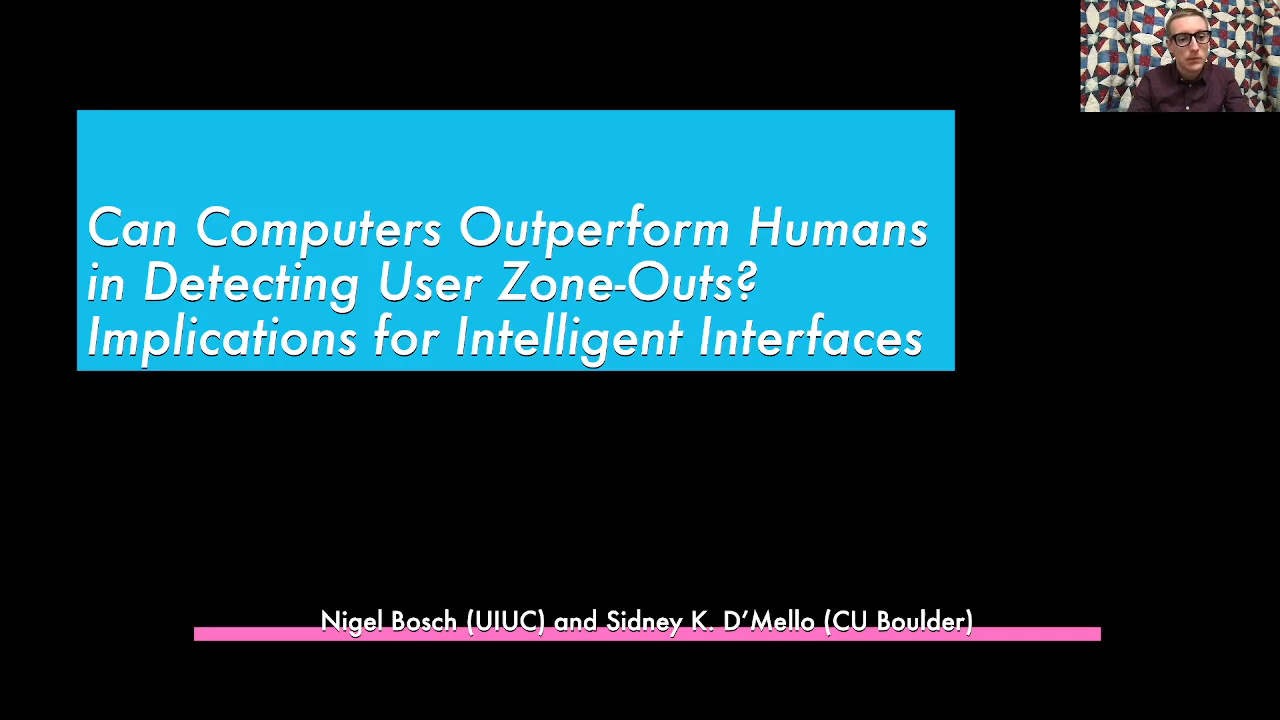 Can Computers Outperform Humans
in Detecting User Zone-Outs?
Implications for Intelligent Interfaces
Nigel Bosch (UIUC) and Sidney K. D’Mello (CU Boulder)